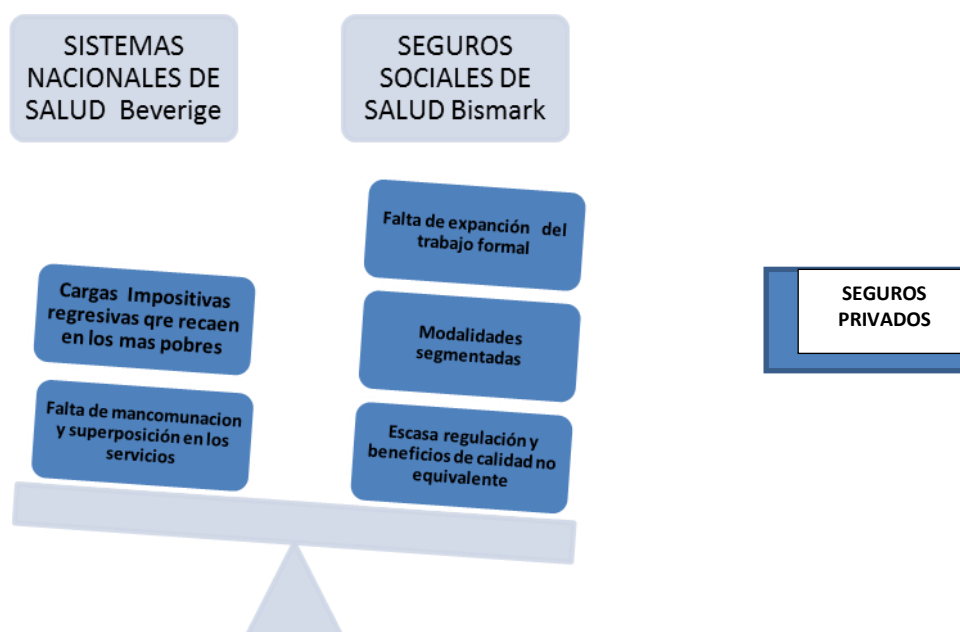 SISTEMAS
NACIONALES DE
SALUD Beverige
SEGUROS
SOCIALES DE
SALUD Bismark
Cargas Impositivas
regresivas qre recaen
en los mas pobres
Falta de mancomunacion
y superposición en los
servicios
Falta de expanción del
trabajo formal
Modalidades
segmentadas
Escasa regulación y
beneficios de calidad no
equivalente
SEGUROS
PRIVADOS